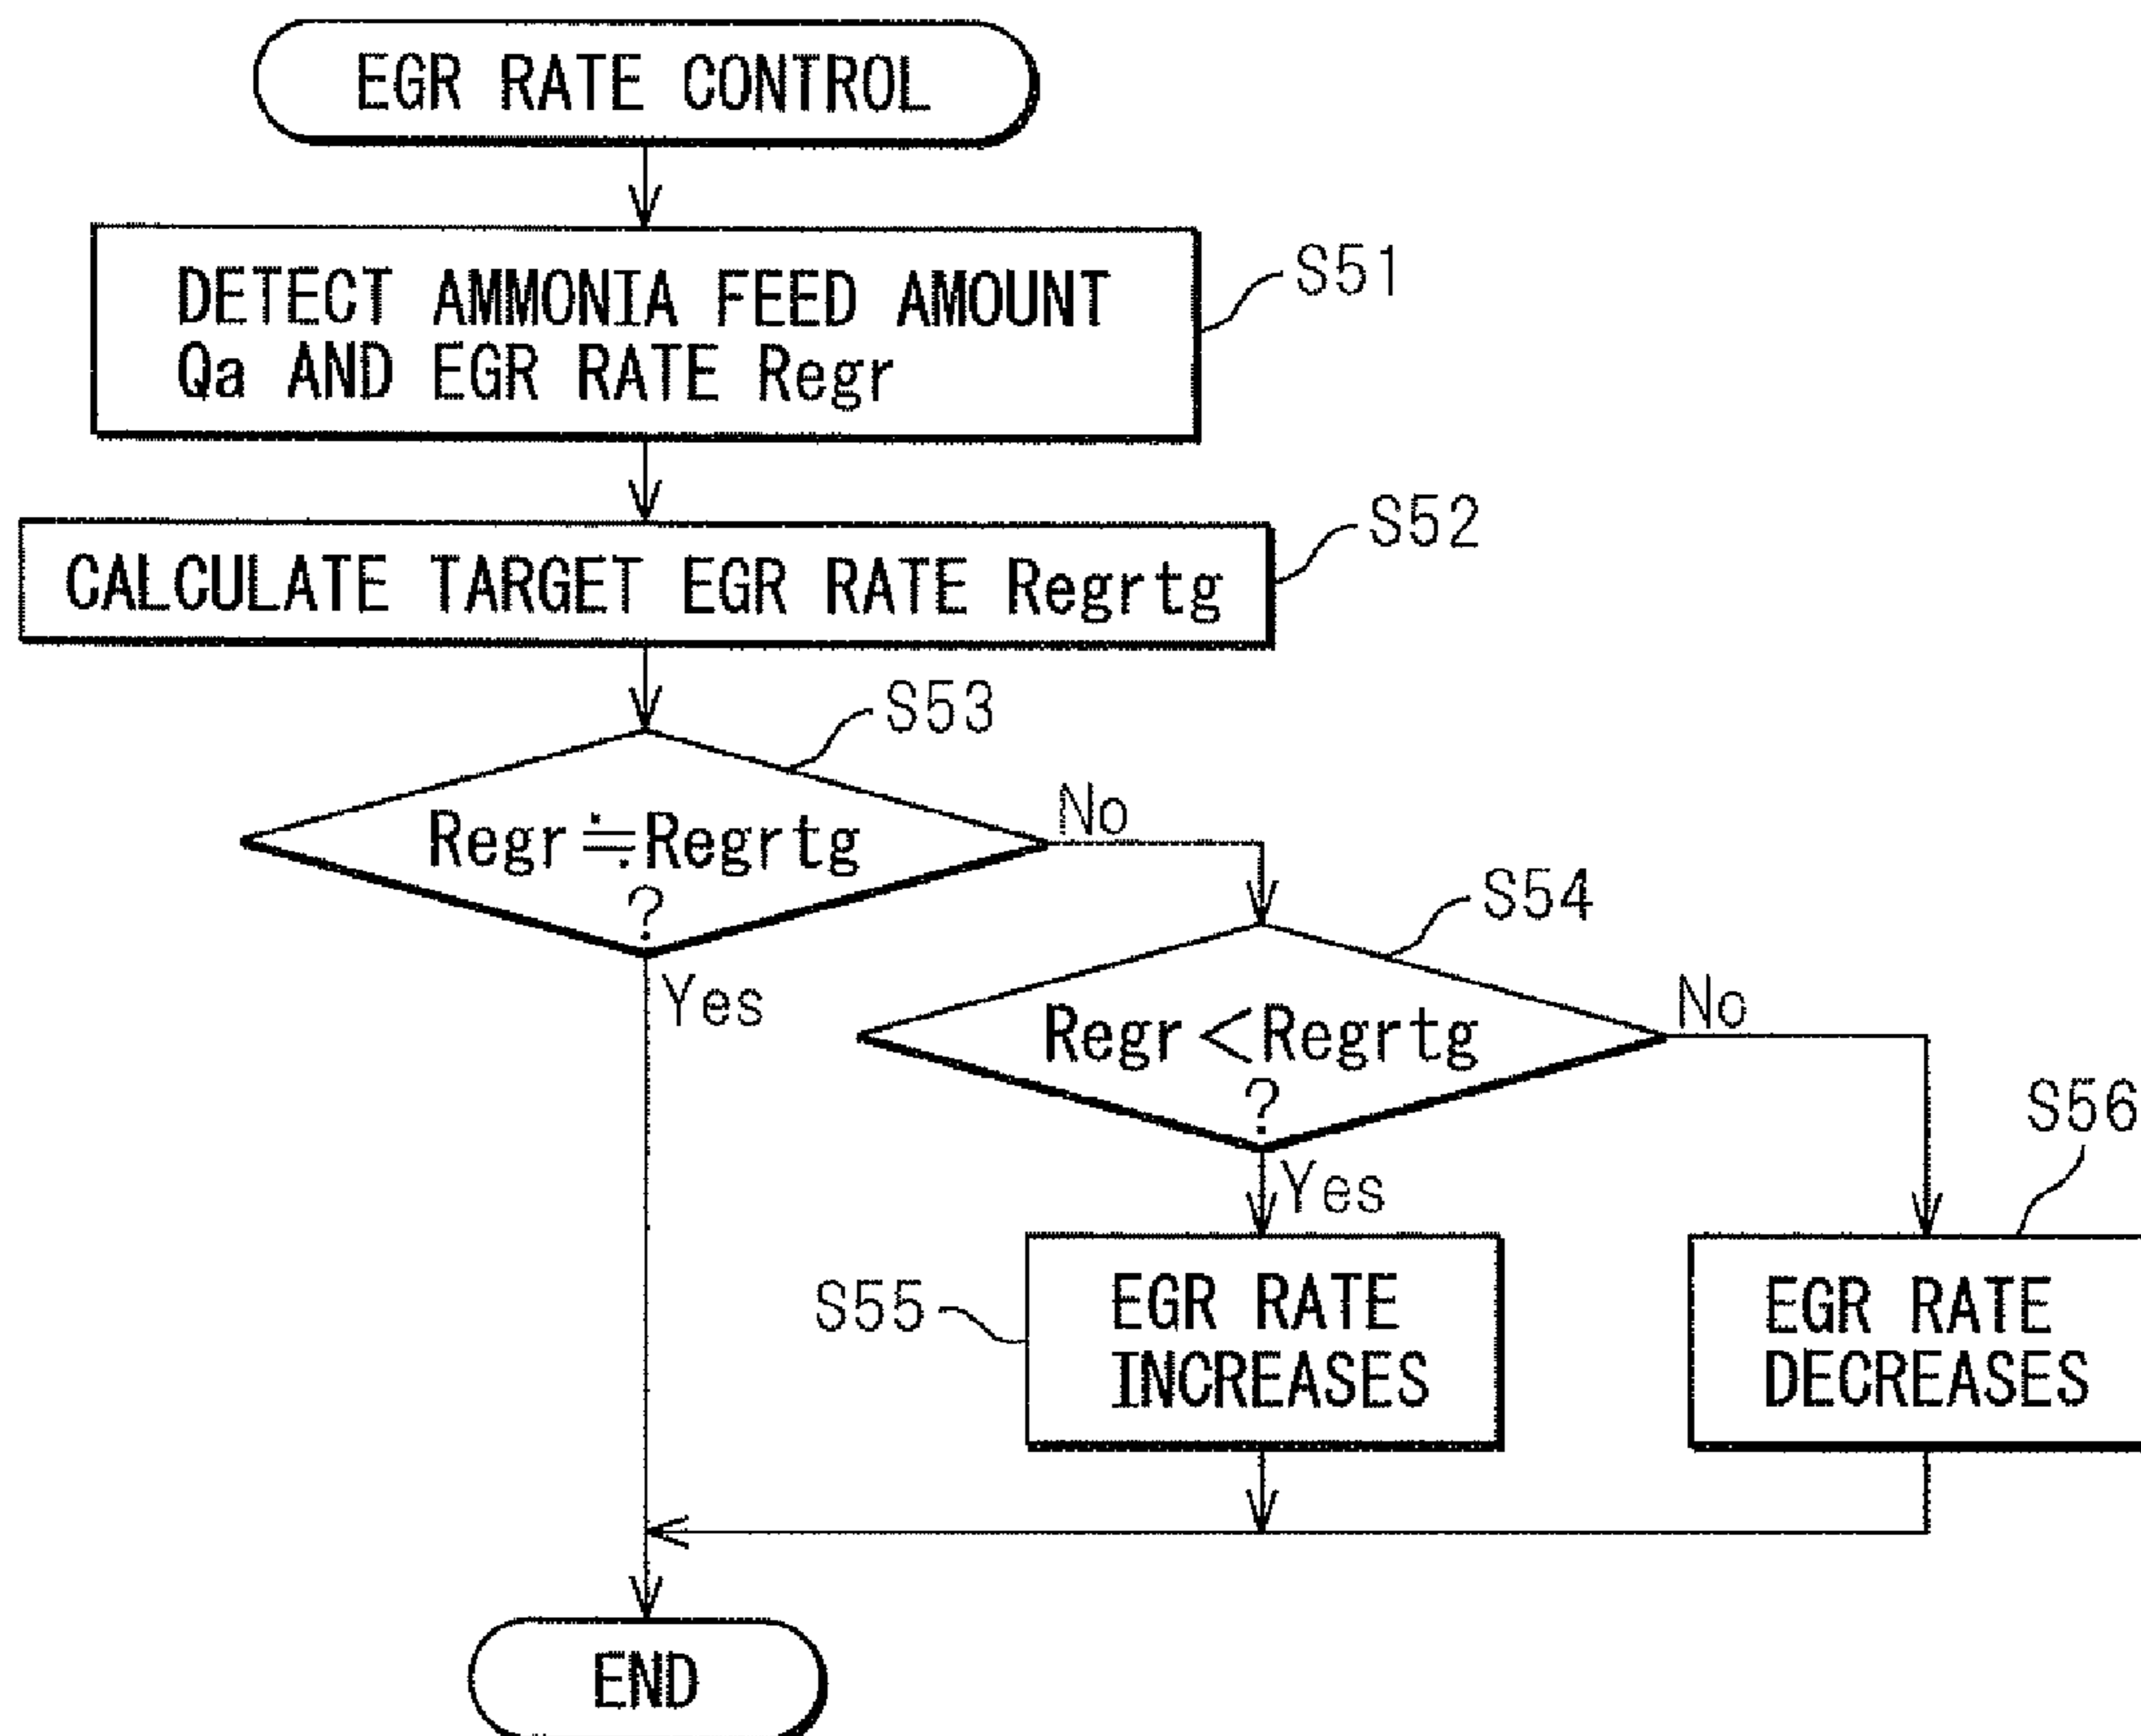 EGR RATE CONTROL
DETECT AMMONIA FEED AMOUNT
Qa AND EGR RATE Regr
S51
CALCULATE TARGET EGR RATE Regrtg
S52
S53
Regr≒Regrtg
?
No
Yes
S54
Regr<Regrtg
?
No
Yes
S55
EGR RATE
INCREASES
S56
EGR RATE
DECREASES
END